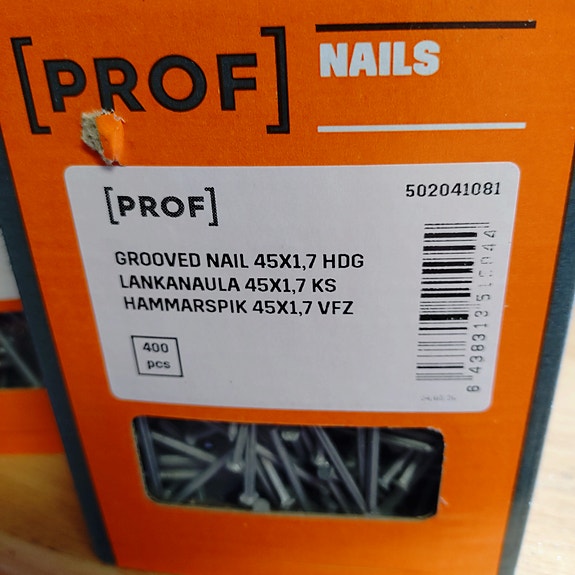 [PROF]
NAILS
[PROF]
502041081
GROOVED NAIL 45X1,7 HDG
LANKANAULA 45X1,7 KS
HAMMARSPIK 45X1,7 VFZ
400
pcs